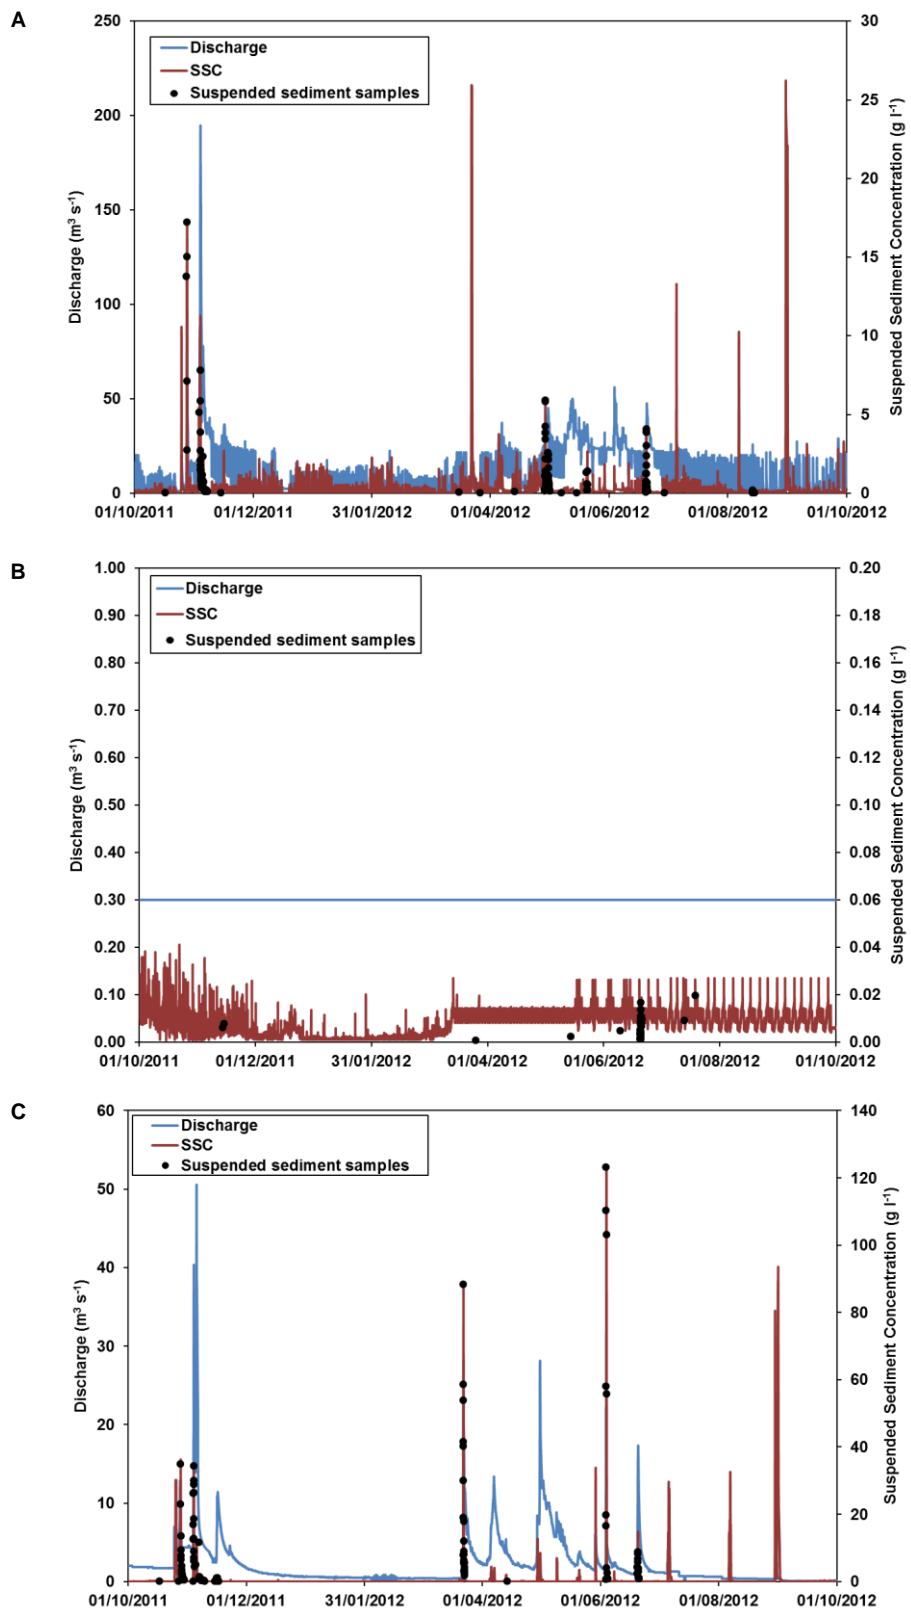 A
250
200
150
100
50
0
Discharge (m³ s⁻¹)
Discharge
SSC
Suspended sediment samples
30
25
20
15
10
5
0
Suspended Sediment Concentration (g l⁻¹)
01/10/2011 01/12/2011 31/01/2012 01/04/2012 01/06/2012 01/08/2012 01/10/2012
B
1.00
0.90
0.80
0.70
0.60
0.50
0.40
0.30
0.20
0.10
0.00
Discharge (m³ s⁻¹)
Discharge
SSC
Suspended sediment samples
0.20
0.18
0.16
0.14
0.12
0.10
0.08
0.06
0.04
0.02
0.00
Suspended Sediment Concentration (g l⁻¹)
01/10/2011 01/12/2011 31/01/2012 01/04/2012 01/06/2012 01/08/2012 01/10/2012
C
60
50
40
30
20
10
0
Discharge (m³ s⁻¹)
Discharge
SSC
Suspended sediment samples
140
120
100
80
60
40
20
0
Suspended Sediment Concentration (g l⁻¹)
01/10/2011 01/12/2011 31/01/2012 01/04/2012 01/06/2012 01/08/2012 01/10/2012